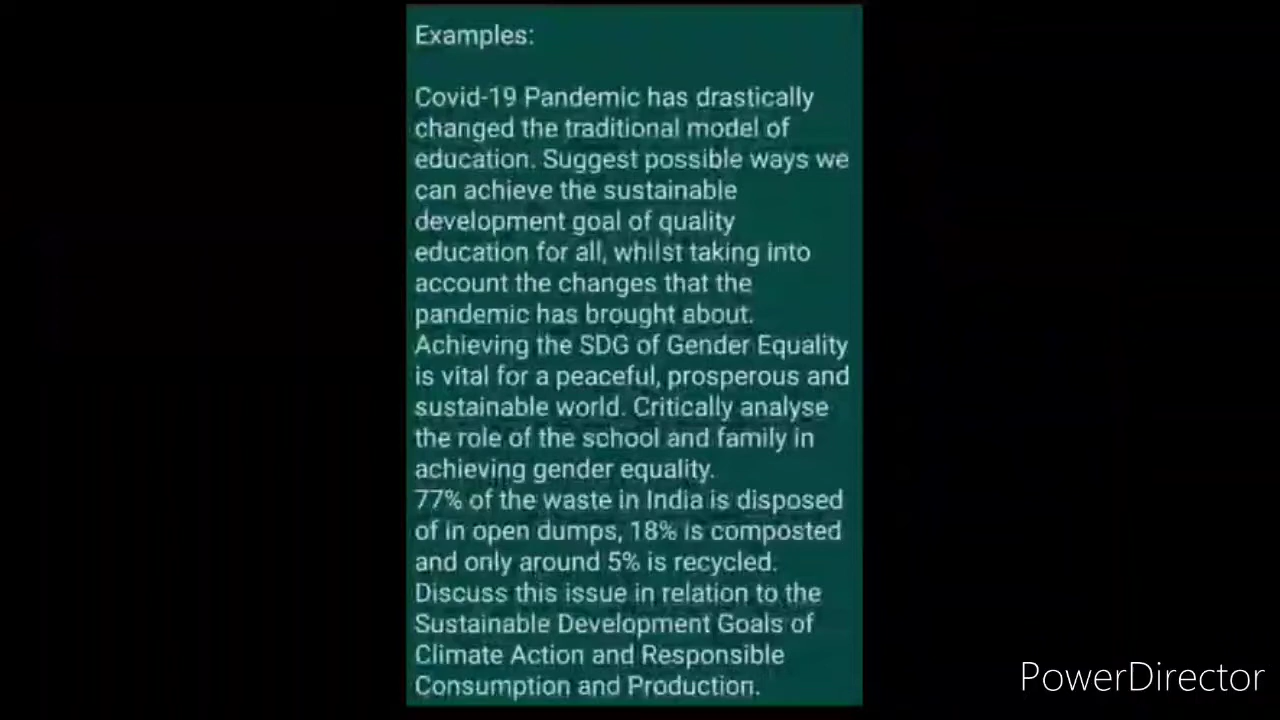 Examples:
Covid-19 Pandemic has drastically
changed the traditional model of
education. Suggest possible ways we
can achieve the sustainable
development goal of quality
education for all, whilst taking into
account the changes that the
pandemic has brought about.
Achieving the SDG of Gender Equality
is vital for a peaceful, prosperous and
sustainable world. Critically analyse
the role of the school and family in
achieving gender equality.
77% of the waste in India is disposed
of in open dumps, 18% is composted
and only around 5% is recycled.
Discuss this issue in relation to the
Sustainable Development Goals of
Climate Action and Responsible
Consumption and Production.
PowerDirector